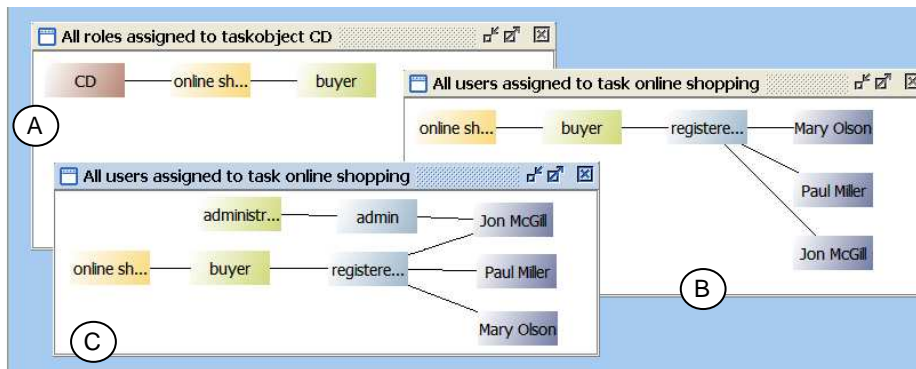 All roles assigned to taskobject CD
CD online sh... buyer
A
All users assigned to task online shopping
online sh... buyer registere... Mary Olson
Paul Miller
Jon McGill
B
All users assigned to task online shopping
administr... admin Jon McGill
online sh... buyer registere... Paul Miller
Mary Olson
C